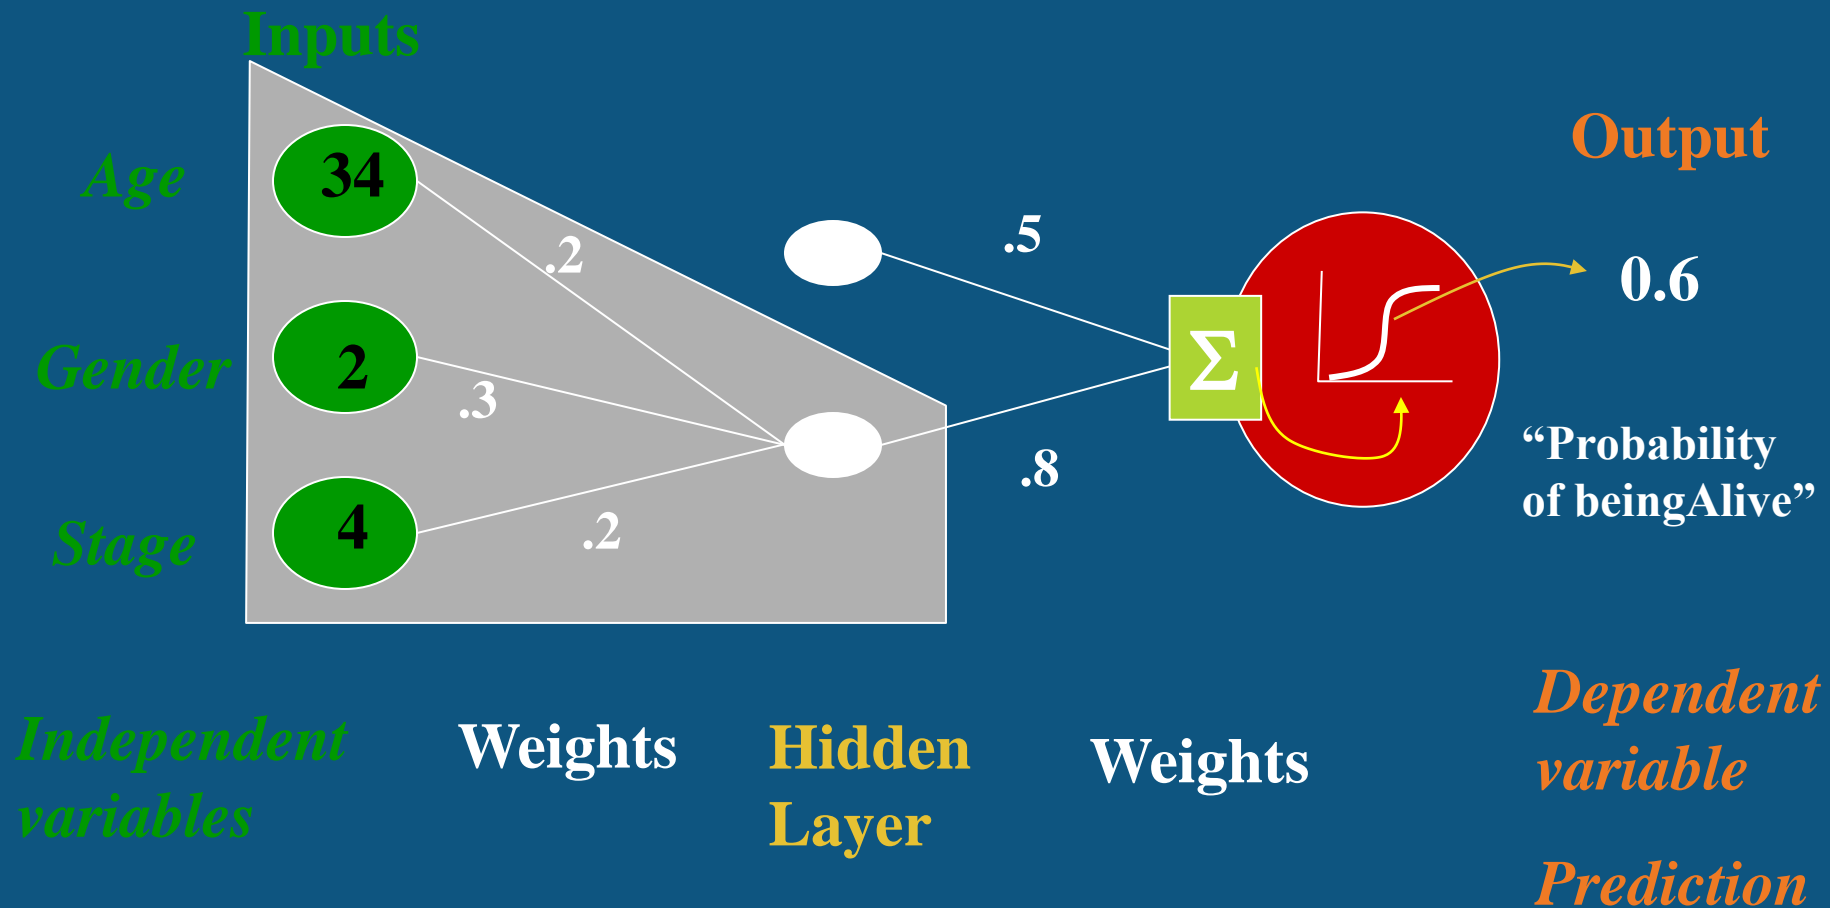 Inputs
Output
Age
34
.2
.5
0.6
Gender
2
.3
Σ
"Probability
of beingAlive"
Stage
4
.2
.8
Independent
variables
Weights
Hidden
Layer
Weights
Dependent
variable
Prediction